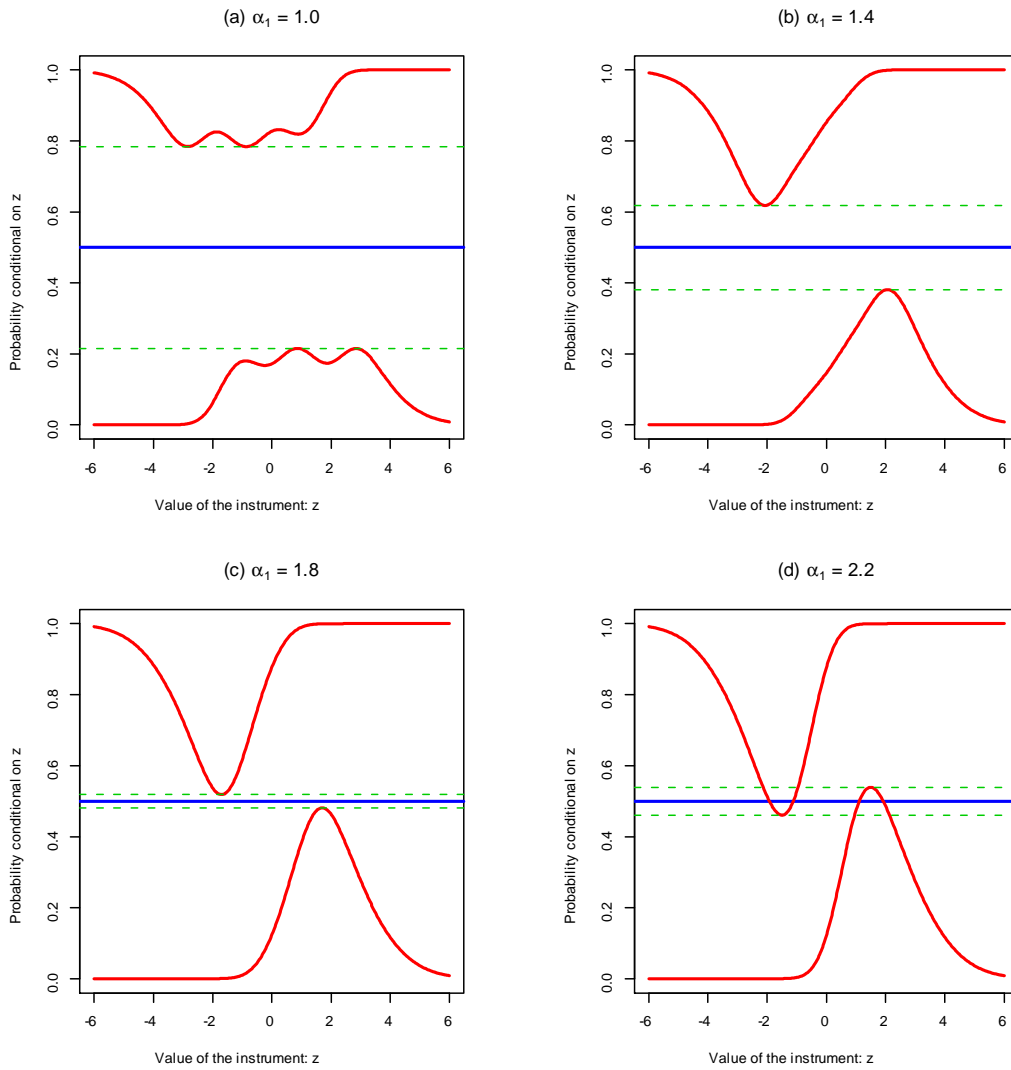 (a) α₁ = 1.0
Probability conditional on z
1.0
0.8
0.6
0.4
0.2
0.0
-6 -4 -2 0 2 4 6
Value of the instrument: z
(b) α₁ = 1.4
Probability conditional on z
1.0
0.8
0.6
0.4
0.2
0.0
-6 -4 -2 0 2 4 6
Value of the instrument: z
(c) α₁ = 1.8
Probability conditional on z
1.0
0.8
0.6
0.4
0.2
0.0
-6 -4 -2 0 2 4 6
Value of the instrument: z
(d) α₁ = 2.2
Probability conditional on z
1.0
0.8
0.6
0.4
0.2
0.0
-6 -4 -2 0 2 4 6
Value of the instrument: z